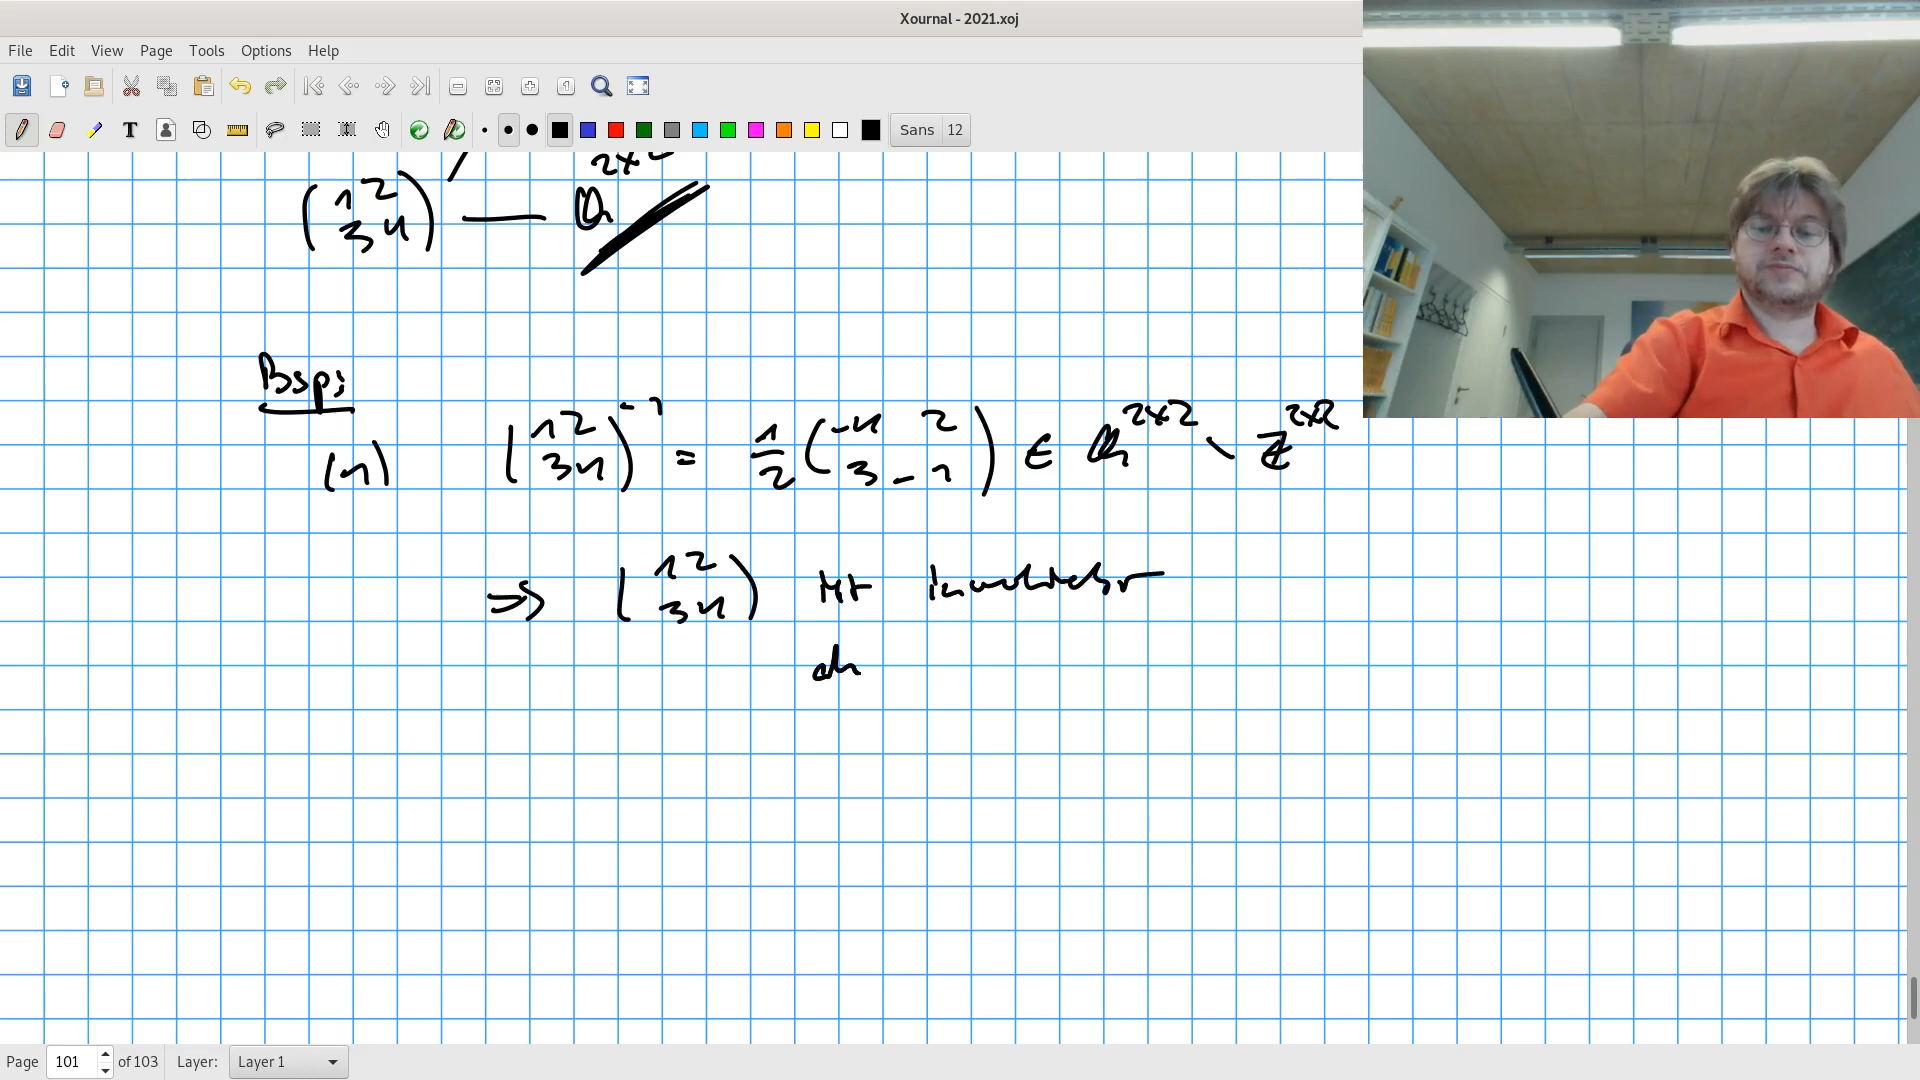 Xournal - 2021.xoj
File Edit View Page Tools Options Help
Sans 12
2x2
(1 2
3 4) — ℚ
Bsp:
(1) (1 2
3 4)⁻¹ = 1/2 (-4 2
3 -1) ∈ ℚ²ˣ² \ ℤ²ˣ²
⇒ (1 2
3 4) ist invertierbar
Page 101 of 103 Layer: Layer 1